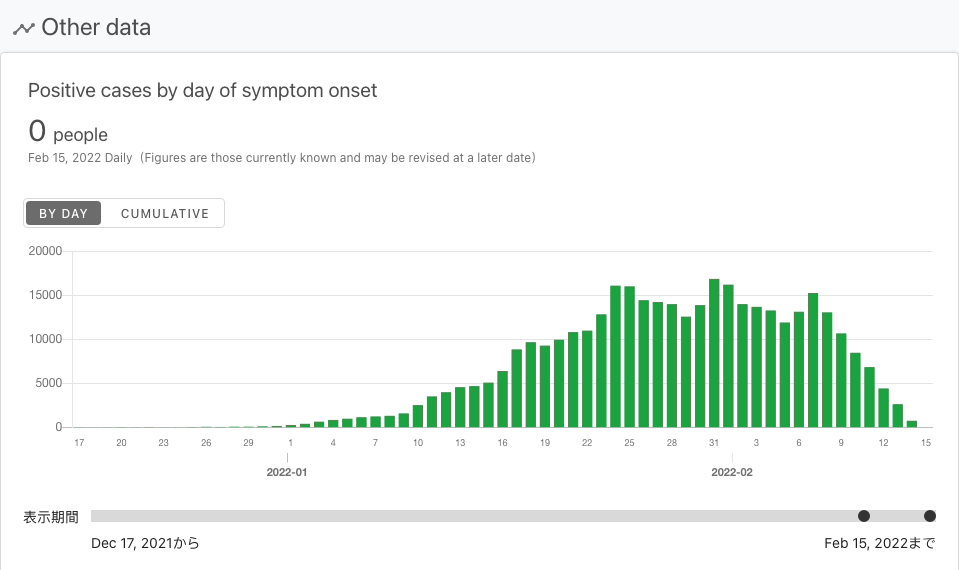 Other data
Positive cases by day of symptom onset
0 people
Feb 15, 2022 Daily (Figures are those currently known and may be revised at a later date)
BY DAY CUMULATIVE
20000
15000
10000
5000
0
17 20 23 26 29 1 4 7 10 13 16 19 22 25 28 31 3 6 9 12 15
2022-01 2022-02
表示期間
Dec 17, 2021から Feb 15, 2022まで